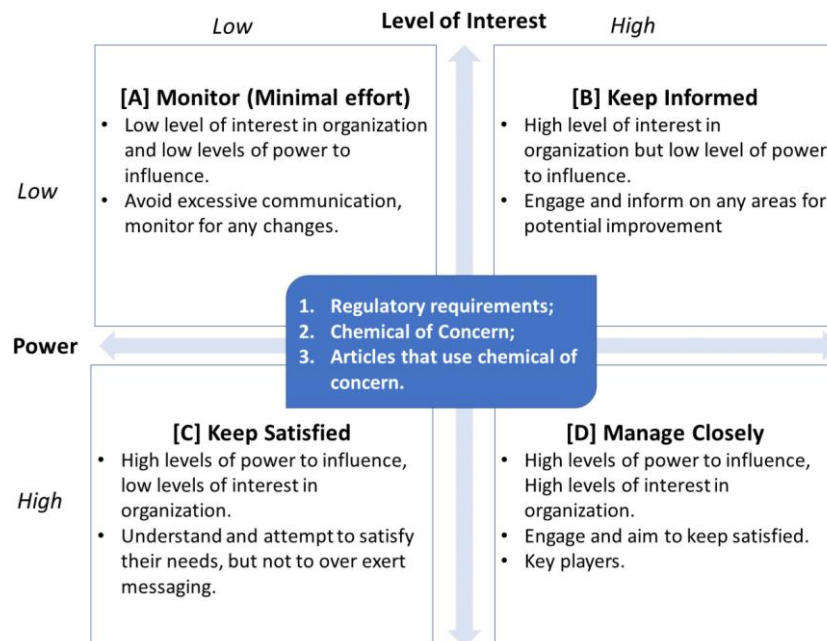 Level of Interest
Low
High
[A] Monitor (Minimal effort)
• Low level of interest in organization
and low levels of power to
influence.
• Avoid excessive communication,
monitor for any changes.
[B] Keep Informed
• High level of interest in
organization but low level of power
to influence.
• Engage and inform on any areas for
potential improvement
Low
1. Regulatory requirements;
2. Chemical of Concern;
3. Articles that use chemical of
concern.
Power
[C] Keep Satisfied
• High levels of power to influence,
low levels of interest in
organization.
• Understand and attempt to satisfy
their needs, but not to over exert
messaging.
[D] Manage Closely
• High levels of power to influence,
High levels of interest in
organization.
• Engage and aim to keep satisfied.
• Key players.
High